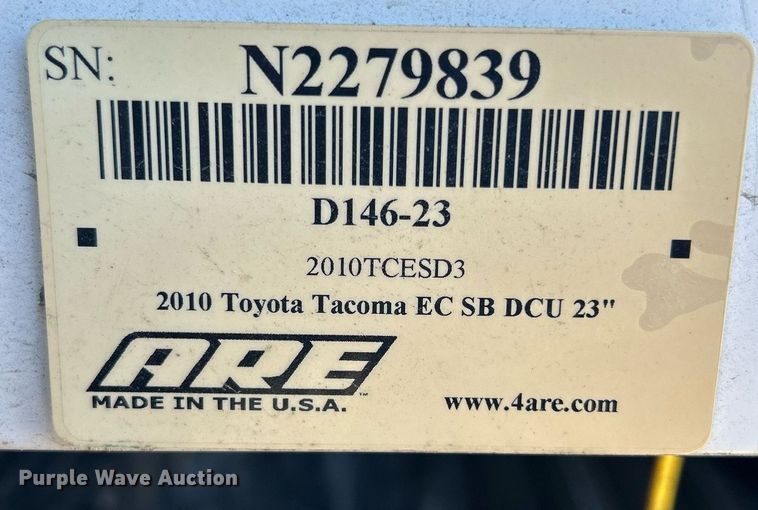 SN: N2279839
D146-23
2010TCESD3
2010 Toyota Tacoma EC SB DCU 23"
ARE™
MADE IN THE U.S.A.
www.4are.com
Purple Wave Auction